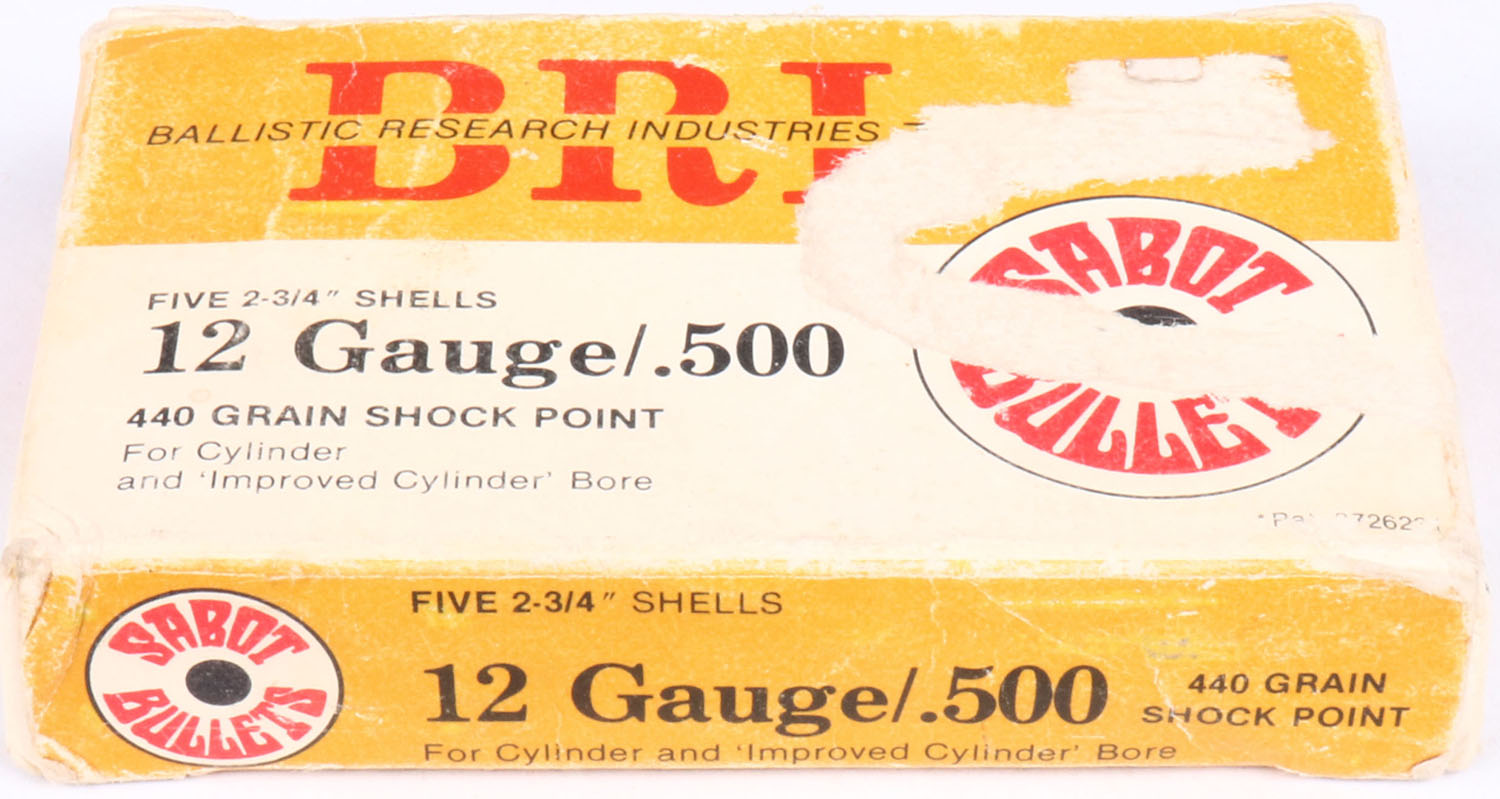 BRI
BALLISTIC RESEARCH INDUSTRIES
FIVE 2-3/4" SHELLS
12 Gauge/.500
440 GRAIN SHOCK POINT
For Cylinder
and 'Improved Cylinder' Bore
SABOT
BULLET
SABOT
BULLETS
FIVE 2-3/4" SHELLS
12 Gauge/.500
440 GRAIN
SHOCK POINT
For Cylinder and 'Improved Cylinder' Bore